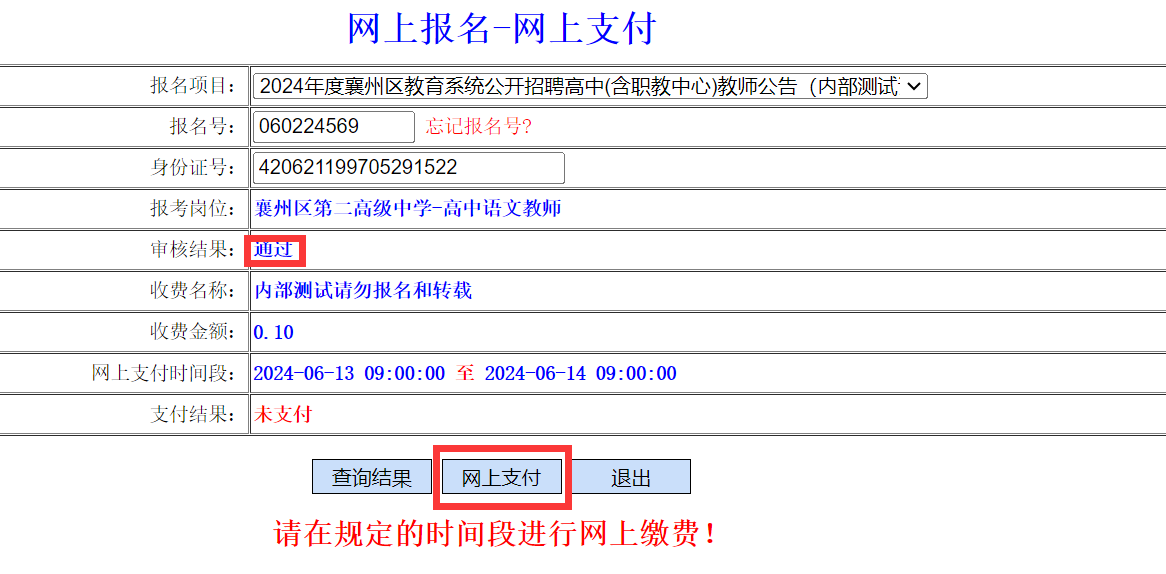 网上报名-网上支付
报名项目： 2024年度襄州区教育系统公开招聘高中(含职教中心)教师公告（内部测试
报名号： 060224569 忘记报名号?
身份证号： 420621199705291522
报考岗位： 襄州区第二高级中学-高中语文教师
审核结果： 通过
收费名称： 内部测试请勿报名和转载
收费金额： 0.10
网上支付时间段： 2024-06-13 09:00:00 至 2024-06-14 09:00:00
支付结果： 未支付
查询结果 网上支付 退出
请在规定的时间段进行网上缴费！